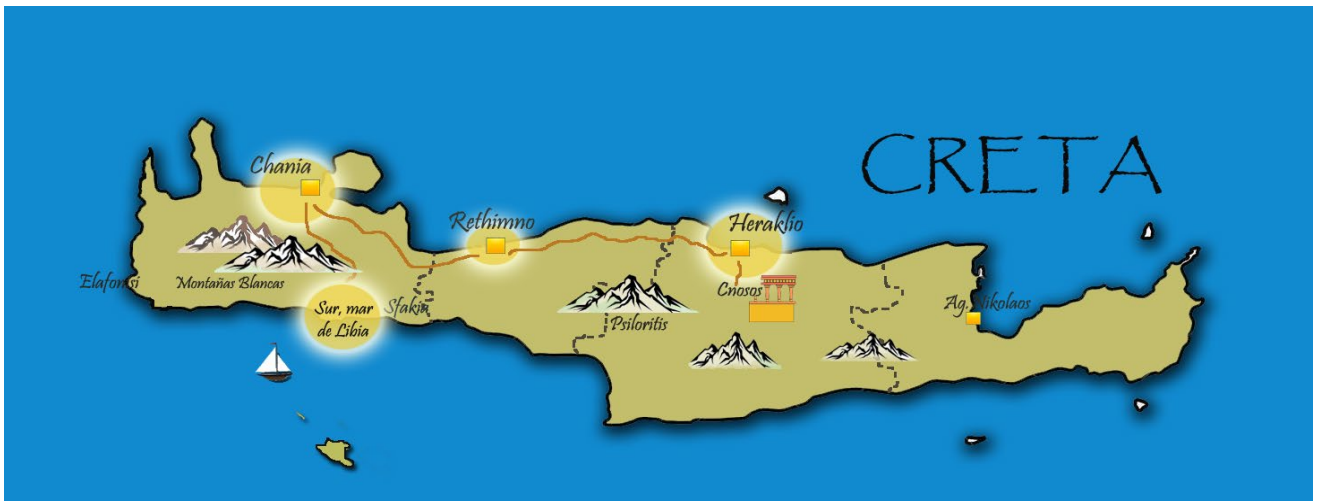 CRETA
Chania
Rethimno
Heraklio
Elafonisi
Montañas Blancas
Sur, mar
de Libia
Sfakia
Psiloritis
Cnosos
Ag. Nikolaos